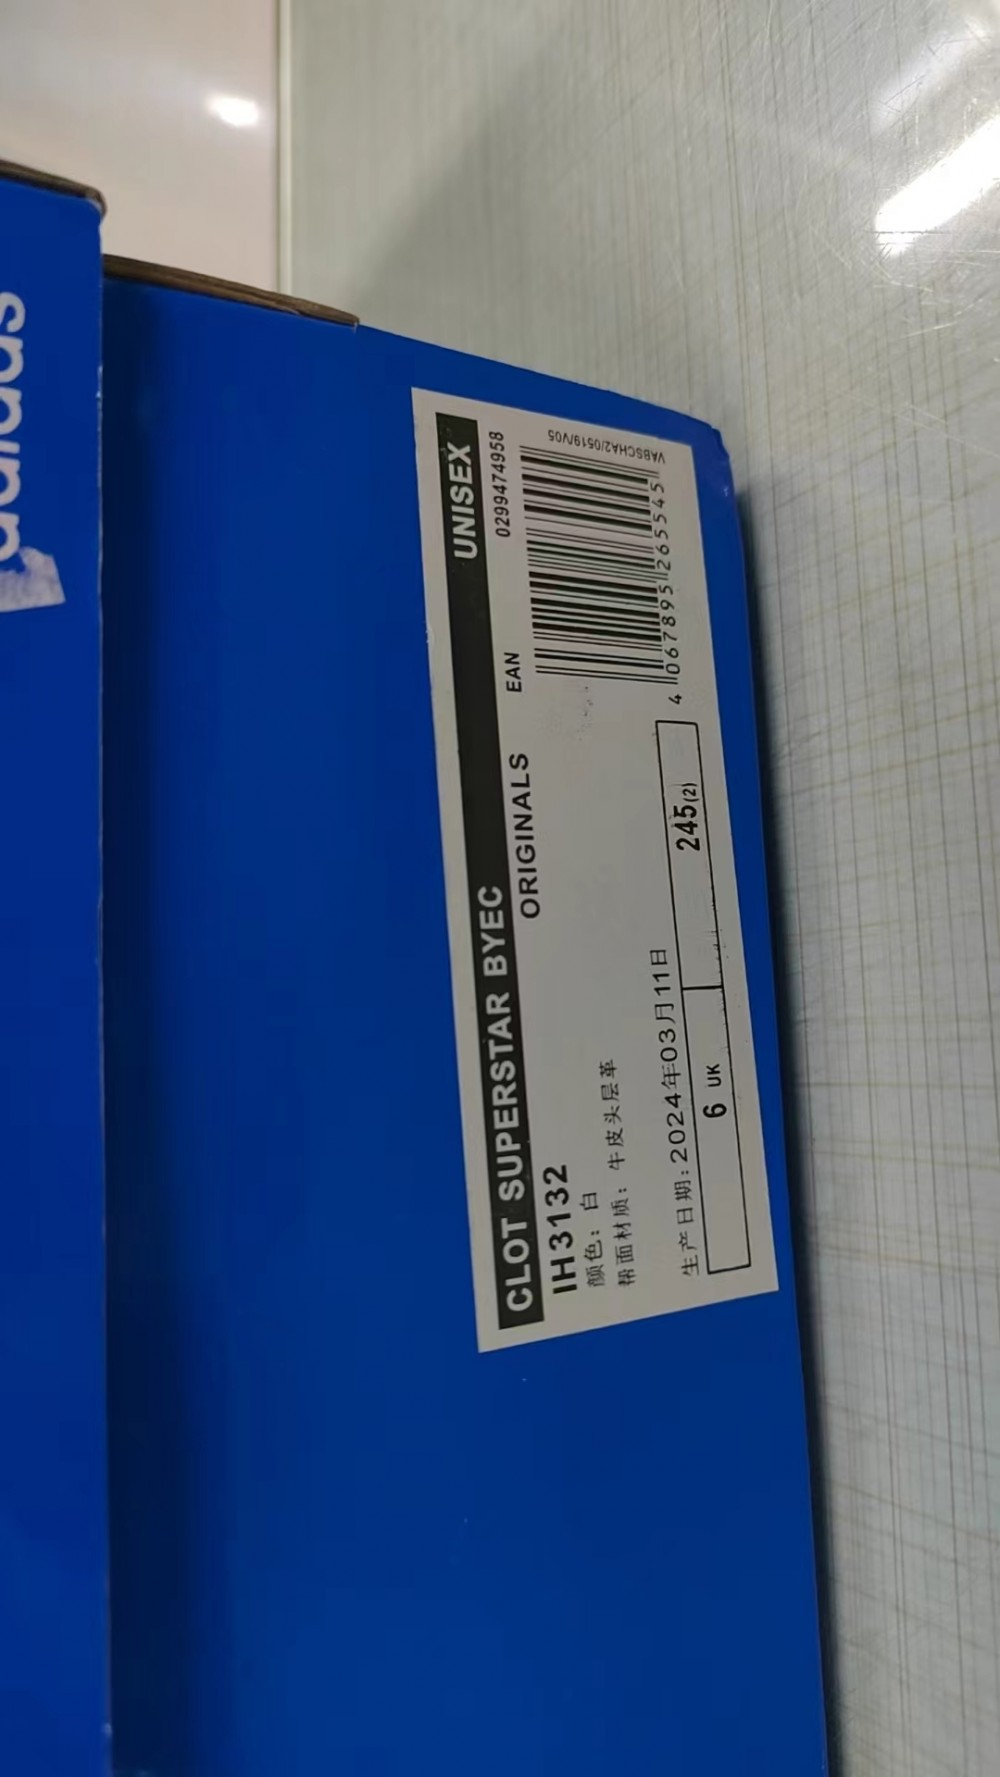 adidas
CLOT SUPERSTAR BYEC UNISEX
IH3132 ORIGINALS EAN 0299474958
颜色: 白
帮面材质: 牛皮头层革
生产日期: 2024年03月11日
6 UK 245(2)
4 067895 265545
VABSCHA2/0519/V05